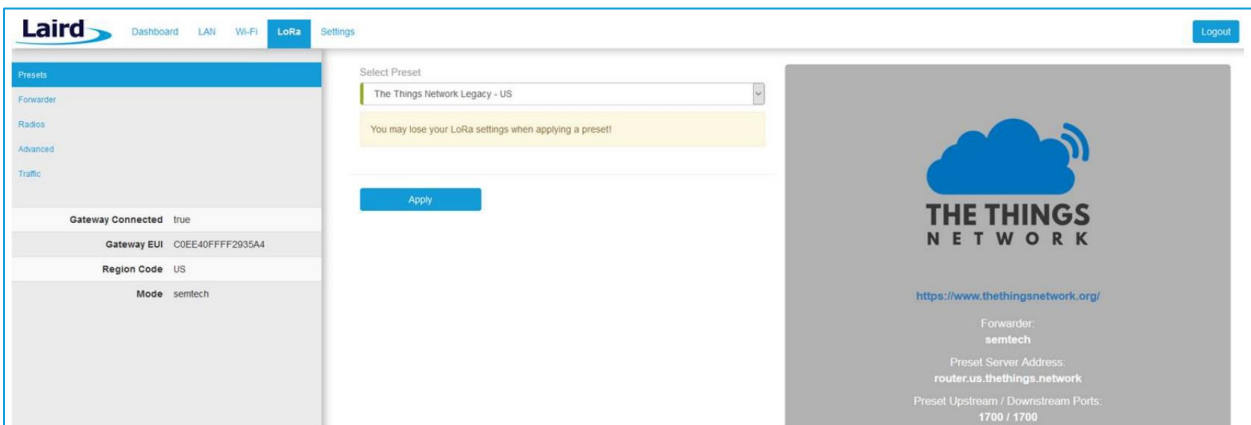 Laird
Dashboard LAN Wi-Fi LoRa Settings Logout
Presets
Forwarder
Radios
Advanced
Traffic
Gateway Connected true
Gateway EUI C0EE40FFFF2935A4
Region Code US
Mode semtech
Select Preset
The Things Network Legacy - US
You may lose your LoRa settings when applying a preset!
Apply
THE THINGS
NETWORK
https://www.thethingsnetwork.org/
Forwarder:
semtech
Preset Server Address:
router.us.thethings.network
Preset Upstream / Downstream Ports:
1700 / 1700